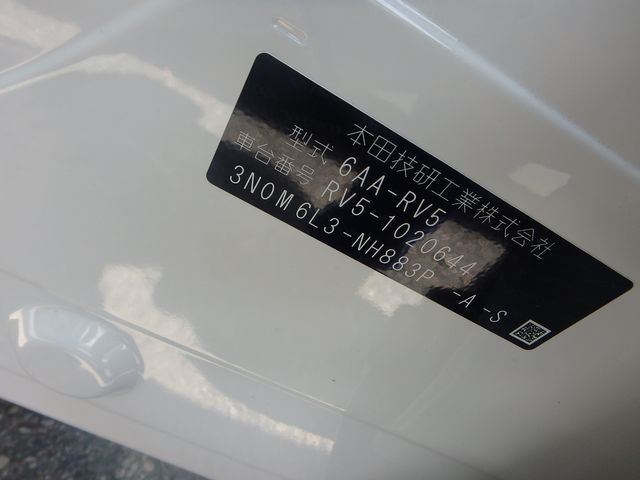 本田技研工業株式会社
型式 6AA-RV5
車台番号 RV5-1020644
3N0M6L3-NH883P -A-S